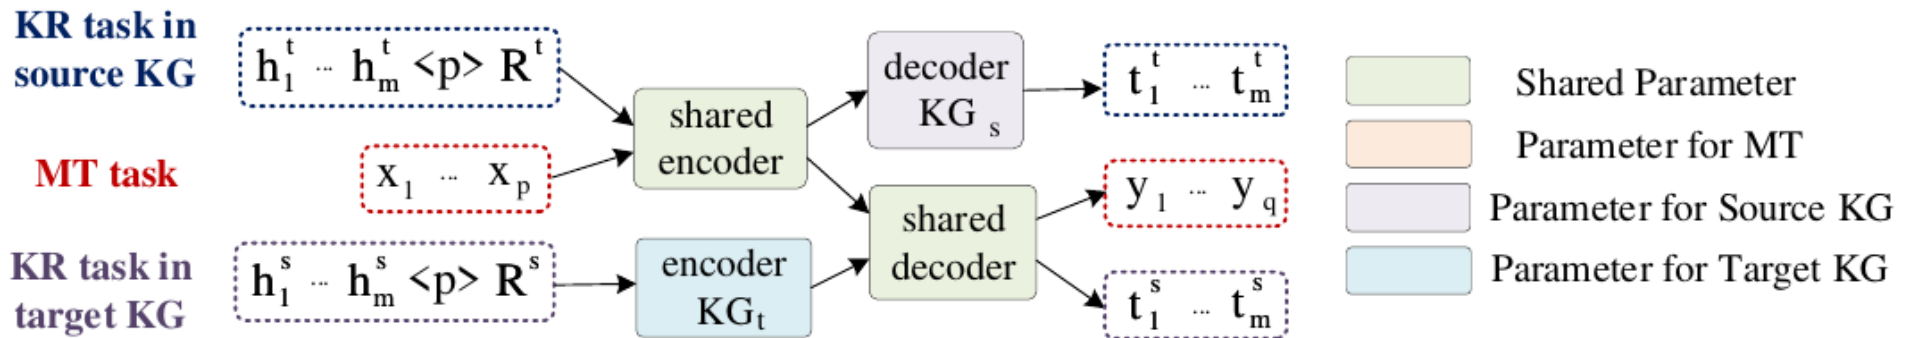 KR task in
source KG
h₁ᵗ ... hₘᵗ <p> Rᵗ
shared
encoder
decoder
KG ₛ
t₁ᵗ ... tₘᵗ
MT task
x₁ ... xₚ
shared
decoder
y₁ ... y_q
KR task in
target KG
h₁ˢ ... hₘˢ <p> Rˢ
encoder
KGₜ
t₁ˢ ... tₘˢ
Shared Parameter
Parameter for MT
Parameter for Source KG
Parameter for Target KG